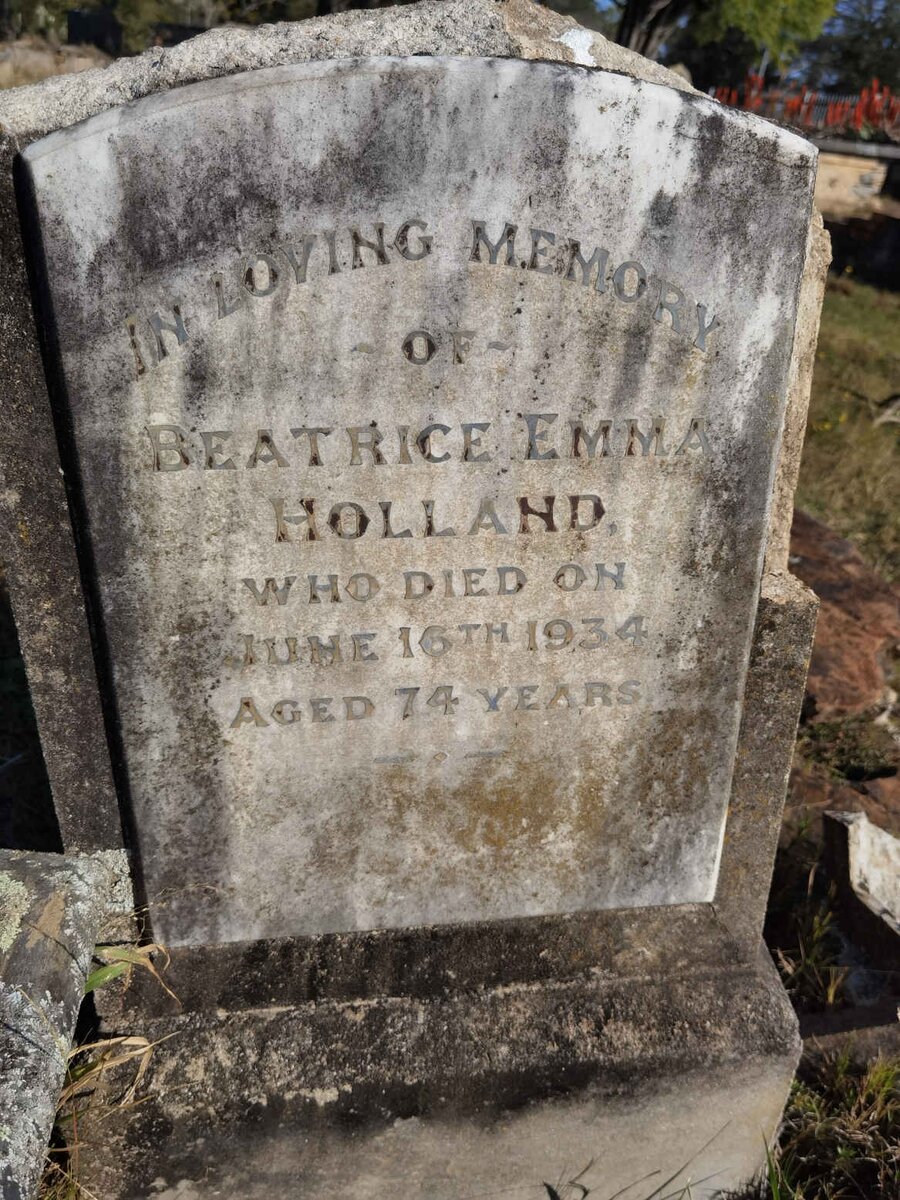 IN LOVING MEMORY
~ OF ~
BEATRICE EMMA
HOLLAND,
WHO DIED ON
JUNE 16TH 1934
AGED 74 YEARS